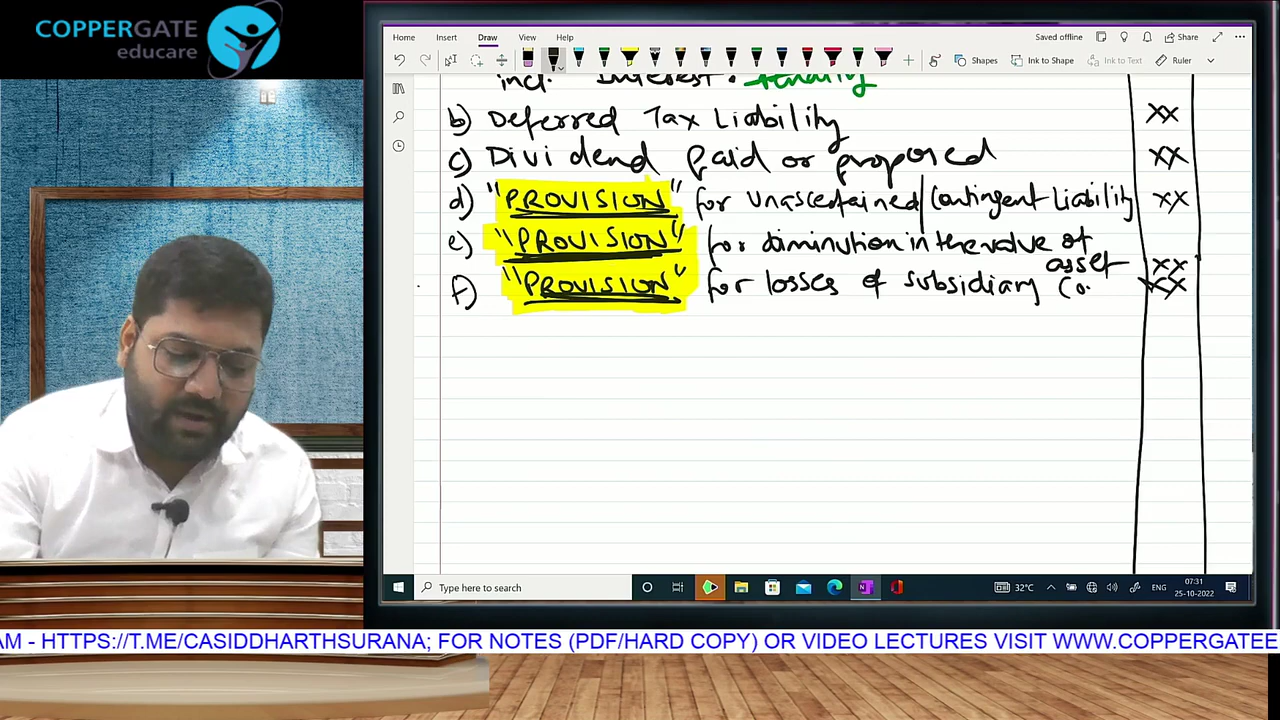 COPPERGATE
educare
Home Insert Draw View Help
Saved offline
Share
Shapes
Ink to Shape
Ink to Text
Ruler
incl. Interest. Penalty
b) Deferred Tax Liability xx
c) Dividend paid or proposed xx
d) "PROVISION" for unascertained/Contingent Liability xx
e) "PROVISION" for diminution in the value of
asset xx
f) "PROVISION" for losses of subsidiary Co. xx
Type here to search
32°C
ENG
07:31
25-10-2022
AM - HTTPS://T.ME/CASIDDHARTHSURANA; FOR NOTES (PDF/HARD COPY) OR VIDEO LECTURES VISIT WWW.COPPERGATEE